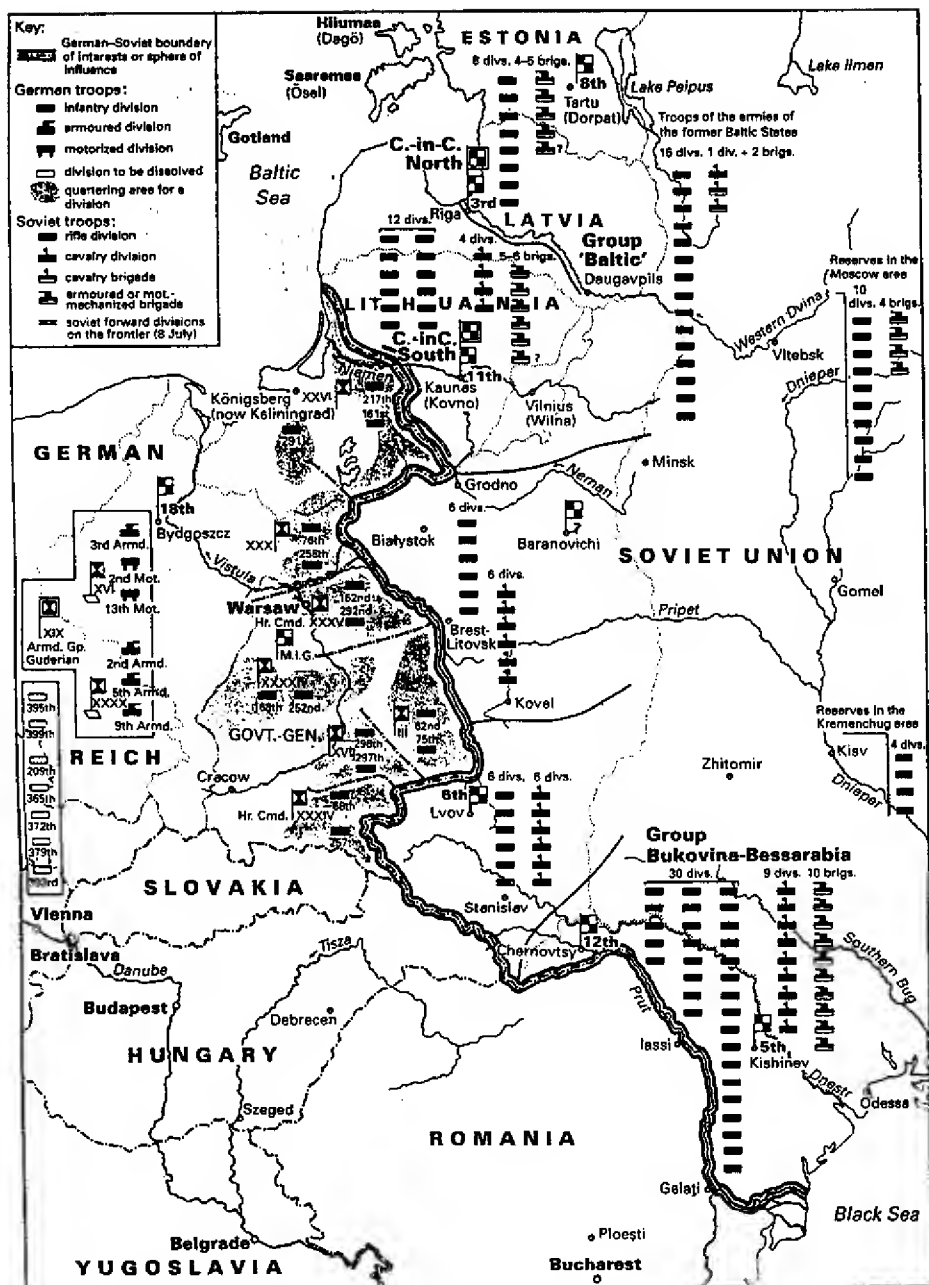 Key:
German–Soviet boundary
of interests or sphere of
influence
German troops:
infantry division
armoured division
motorized division
division to be dissolved
quartering area for a
division
Soviet troops:
rifle division
cavalry division
cavalry brigade
armoured or mot.-
mechanized brigade
soviet forward divisions
on the frontier (8 July)
Hiiumaa
(Dagö)
Saaremaa
(Ösel)
Gotland
Baltic
Sea
ESTONIA
8 divs. 4–5 brigs.
?
8th
Tartu
(Dorpat)
Lake Peipus
Lake Ilmen
Troops of the armies of
the former Baltic States
16 divs. 1 div. + 2 brigs.
C.-in-C.
North
3rd
Riga
LATVIA
Group
'Baltic'
Daugavpils
12 divs.
4 divs.
5–6 brigs.
?
LITHUANIA
C.-in-C.
South
11th
Kaunas
(Kovno)
Vilnius
(Wilna)
Western Dvina
Vitebsk
Dnieper
Reserves in the
Moscow area
10
divs. 4 brigs.
Niemen
Königsberg
(now Kaliningrad)
XXVI
217th
161st
291
GERMAN
REICH
18th
Bydgoszcz
Vistula
3rd Armd.
XVI
2nd Mot.
13th Mot.
XIX
Armd. Gp.
Guderian
2nd Armd.
5th Armd.
XXXX
9th Armd.
395th
399th
209th
365th
372th
379th
XXX
76th
258th
Warsaw
Hr. Cmd. XXXV
162nd
292nd
M.I.G.
XXXXIV
168th
252nd
GOVT.-GEN.
XVII
298th
297th
III
62nd
75th
Cracow
Hr. Cmd.
XXXIV
68th
257th
Grodno
Neman
Minsk
Białystok
6 divs.
Baranovichi
?
SOVIET UNION
Gomel
Brest-
Litovsk
6 divs.
Pripet
Kovel
Reserves in the
Kremenchug area
4 divs.
Kiev
Dnieper
Zhitomir
6th
Lvov
6 divs.
6 divs.
Stanislav
Group
Bukovina-Bessarabia
30 divs.
9 divs. 10 brigs.
Chernovtsy
12th
Prut
Iassi
5th
Kishinev
Southern Bug
Dnestr
Odessa
SLOVAKIA
Vienna
Bratislava
Danube
Tisza
Budapest
Debrecen
HUNGARY
Szeged
ROMANIA
Galați
Black Sea
Belgrade
Ploești
Bucharest
YUGOSLAVIA